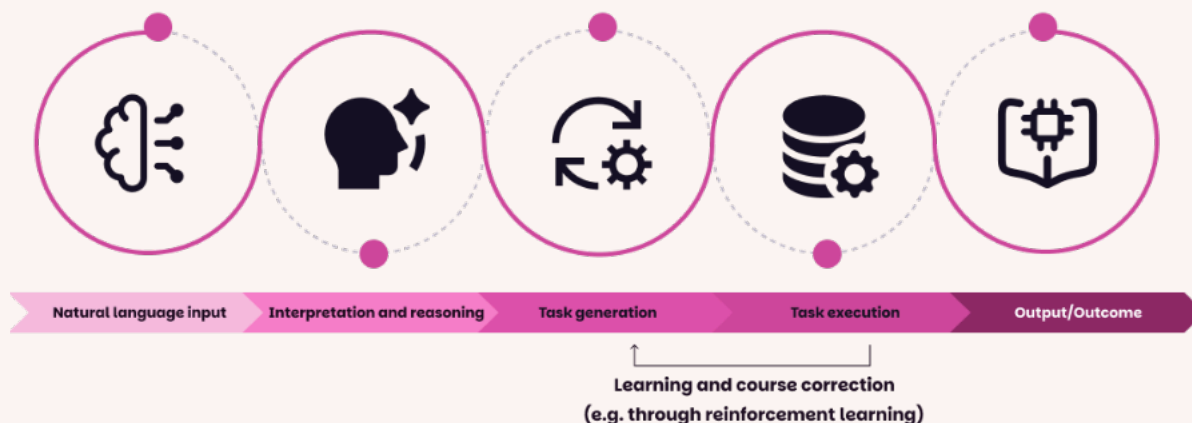 Natural language input
Interpretation and reasoning
Task generation
Task execution
Output/Outcome
Learning and course correction
(e.g. through reinforcement learning)